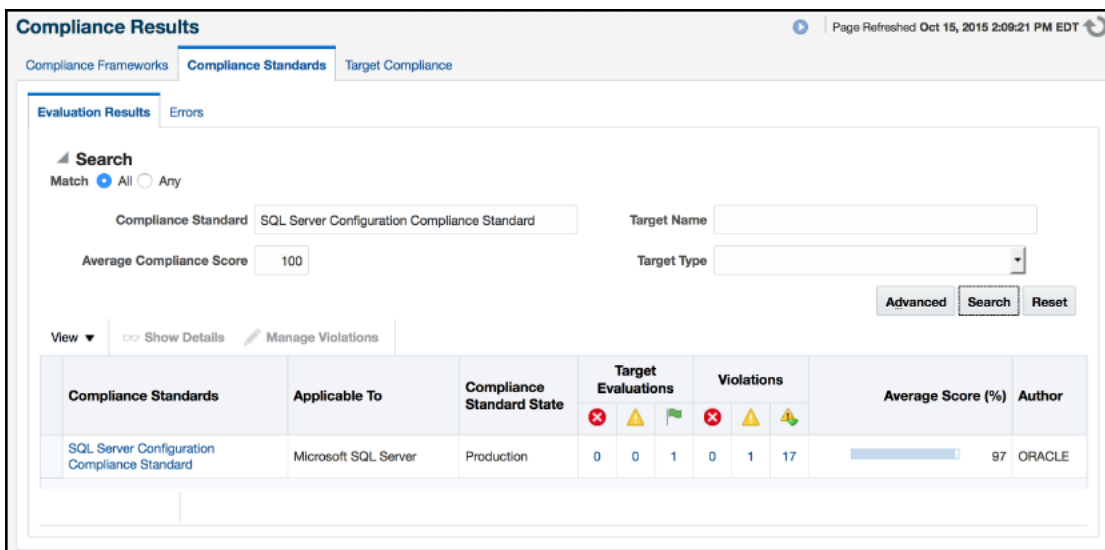 Compliance Results
Page Refreshed Oct 15, 2015 2:09:21 PM EDT
Compliance Frameworks Compliance Standards Target Compliance
Evaluation Results Errors
Search
Match All Any
Compliance Standard SQL Server Configuration Compliance Standard Target Name
Average Compliance Score 100 Target Type
Advanced Search Reset
View Show Details Manage Violations
Compliance Standards Applicable To Compliance Standard State Target Evaluations Violations Average Score (%) Author
SQL Server Configuration Compliance Standard Microsoft SQL Server Production 0 0 1 0 1 17 97 ORACLE